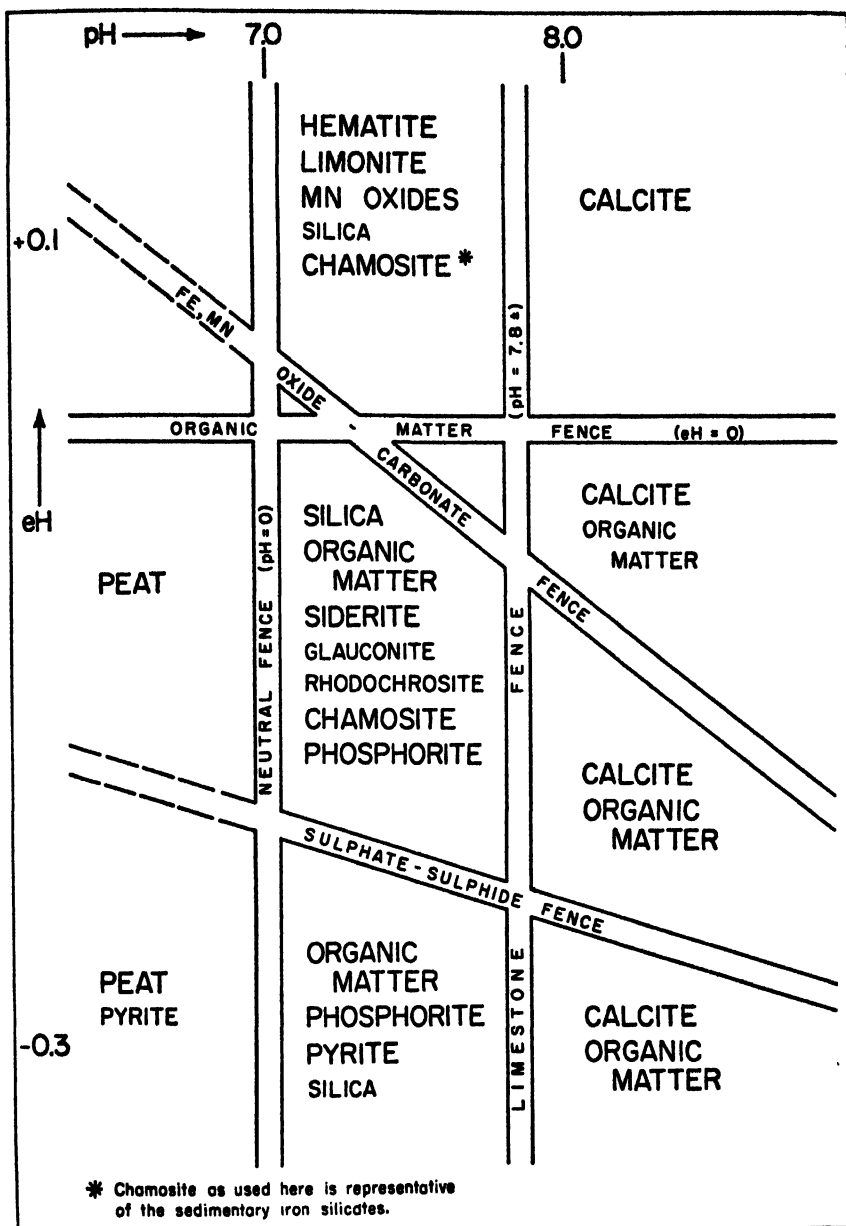 pH
7.0
8.0
HEMATITE
LIMONITE
MN OXIDES
SILICA
CHAMOSITE *
CALCITE
+0.1
FE, MN OXIDE - CARBONATE FENCE
(pH = 7.8±)
ORGANIC MATTER FENCE (eH = 0)
eH
PEAT
NEUTRAL FENCE (pH = 0)
SILICA
ORGANIC
MATTER
SIDERITE
GLAUCONITE
RHODOCHROSITE
CHAMOSITE
PHOSPHORITE
LIMESTONE FENCE
CALCITE
ORGANIC
MATTER
CALCITE
ORGANIC
MATTER
SULPHATE - SULPHIDE FENCE
-0.3
PEAT
PYRITE
ORGANIC
MATTER
PHOSPHORITE
PYRITE
SILICA
CALCITE
ORGANIC
MATTER
* Chamosite as used here is representative
of the sedimentary iron silicates.